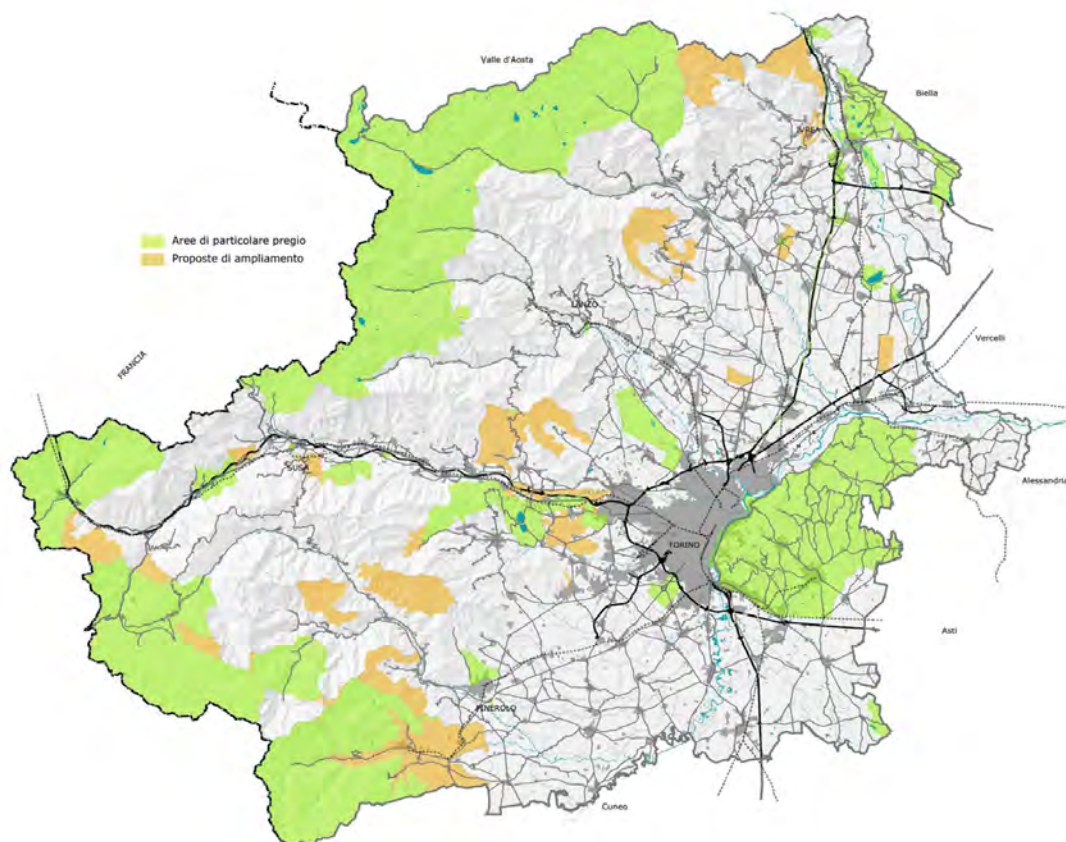 Valle d'Aosta
Biella
IVREA
Aree di particolare pregio
Proposte di ampliamento
LANZO
FRANCIA
Vercelli
SUSA
Alessandria
TORINO
Asti
PINEROLO
Cuneo